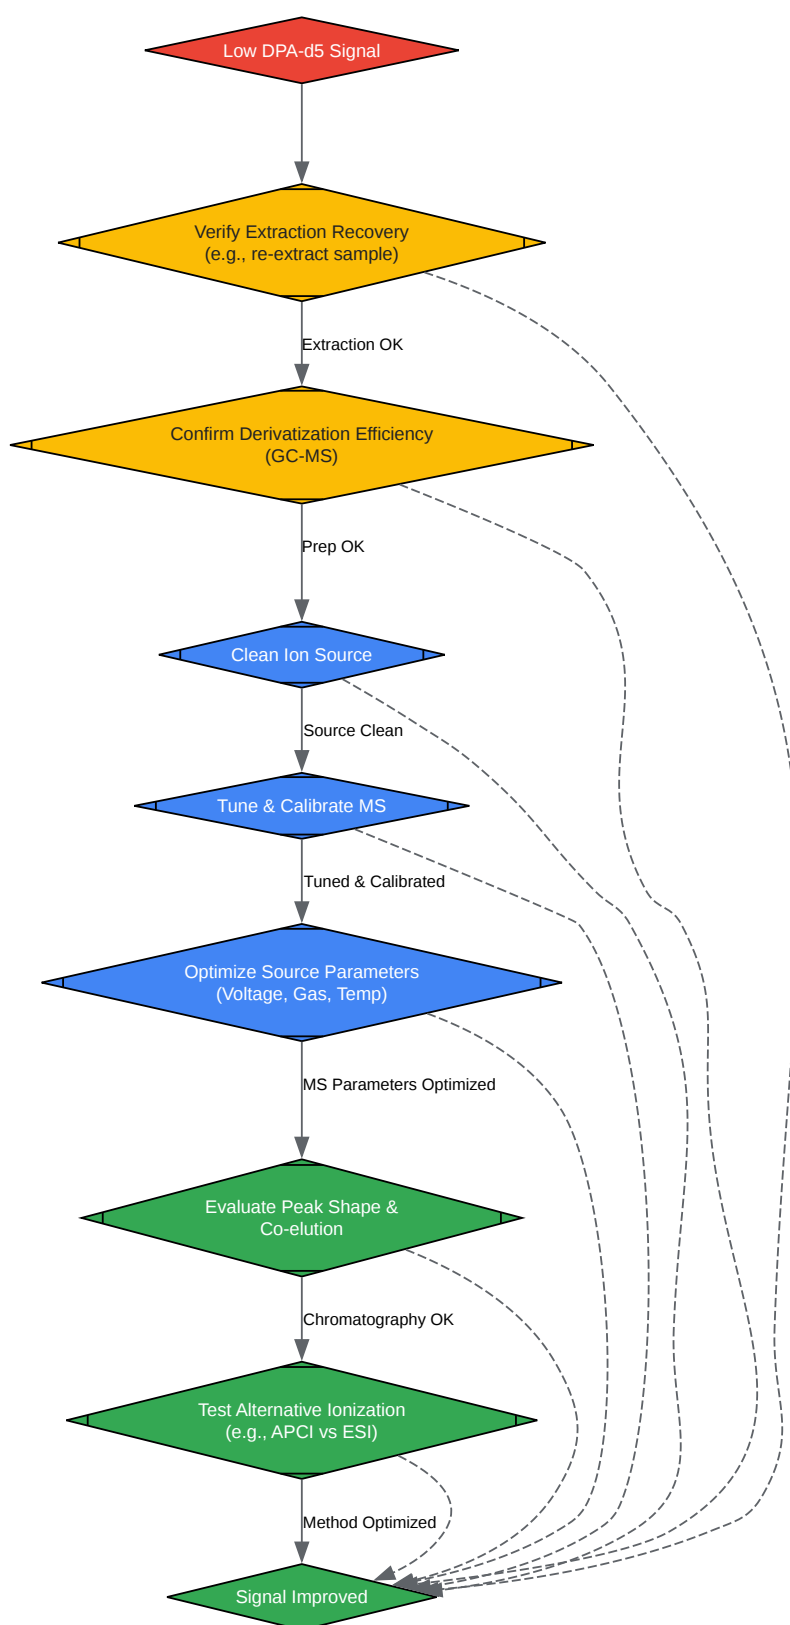 Low DPA-d5 Signal
Verify Extraction Recovery
(e.g., re-extract sample)
Extraction OK
Confirm Derivatization Efficiency
(GC-MS)
Prep OK
Clean Ion Source
Source Clean
Tune & Calibrate MS
Tuned & Calibrated
Optimize Source Parameters
(Voltage, Gas, Temp)
MS Parameters Optimized
Evaluate Peak Shape &
Co-elution
Chromatography OK
Test Alternative Ionization
(e.g., APCI vs ESI)
Method Optimized
Signal Improved